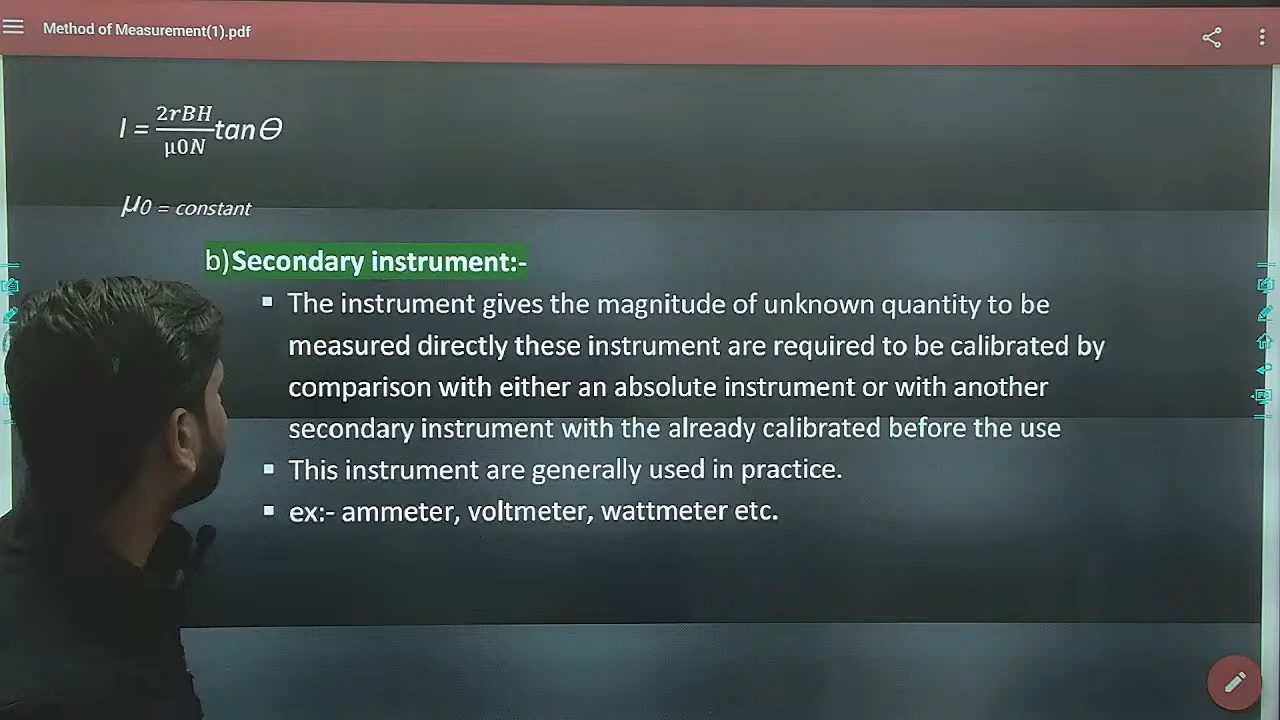 Method of Measurement(1).pdf
I = 2rBH/μ0N tan Θ
μ0 = constant
b)Secondary instrument:-
▪ The instrument gives the magnitude of unknown quantity to be
measured directly these instrument are required to be calibrated by
comparison with either an absolute instrument or with another
secondary instrument with the already calibrated before the use
▪ This instrument are generally used in practice.
▪ ex:- ammeter, voltmeter, wattmeter etc.